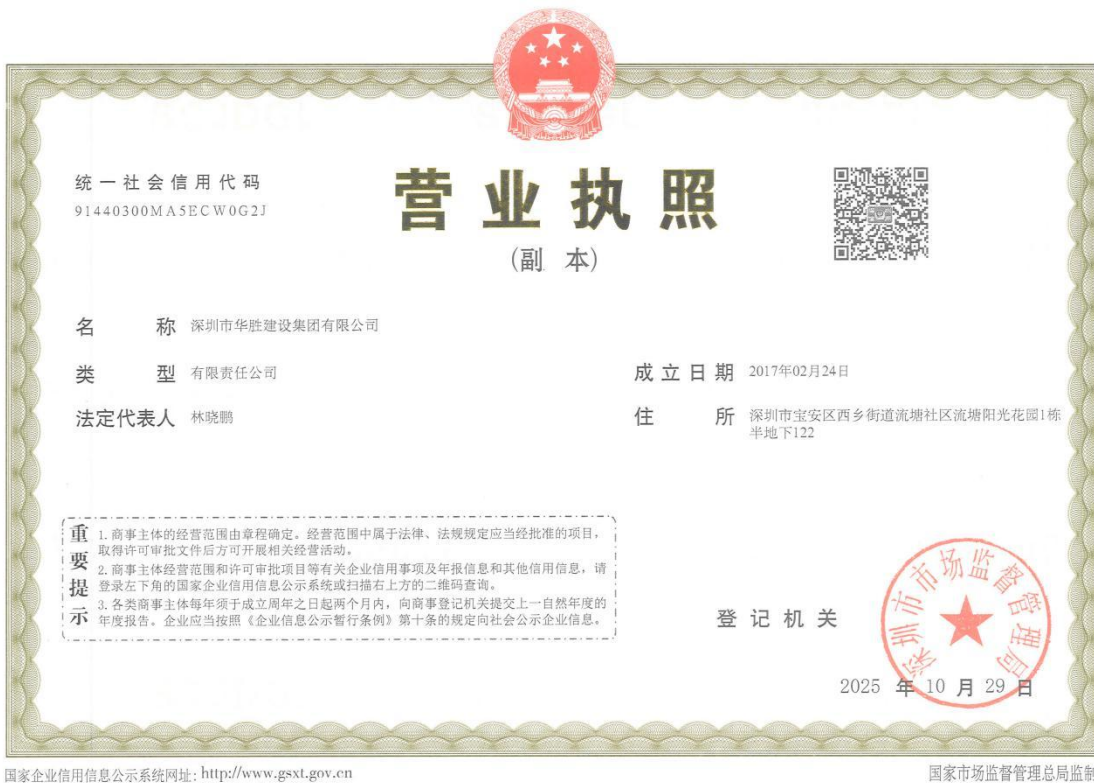 统一社会信用代码
91440300MA5ECW0G2J
营业执照
(副 本)
名 称 深圳市华胜建设集团有限公司
类 型 有限责任公司
法定代表人 林晓鹏
成立日期 2017年02月24日
住 所 深圳市宝安区西乡街道流塘社区流塘阳光花园1栋
半地下122
重要提示
1.商事主体的经营范围由章程确定。经营范围中属于法律、法规规定应当经批准的项目,
取得许可审批文件后方可开展相关经营活动。
2.商事主体经营范围和许可审批项目等有关企业信用事项及年报信息和其他信用信息,请
登录左下角的国家企业信用信息公示系统或扫描右上方的二维码查询。
3.各类商事主体每年须于成立周年之日起两个月内,向商事登记机关提交上一自然年度的
年度报告。企业应当按照《企业信息公示暂行条例》第十条的规定向社会公示企业信息。
登记机关
深圳市市场监督管理局
2025 年 10 月 29 日
国家企业信用信息公示系统网址:http://www.gsxt.gov.cn
国家市场监督管理总局监制